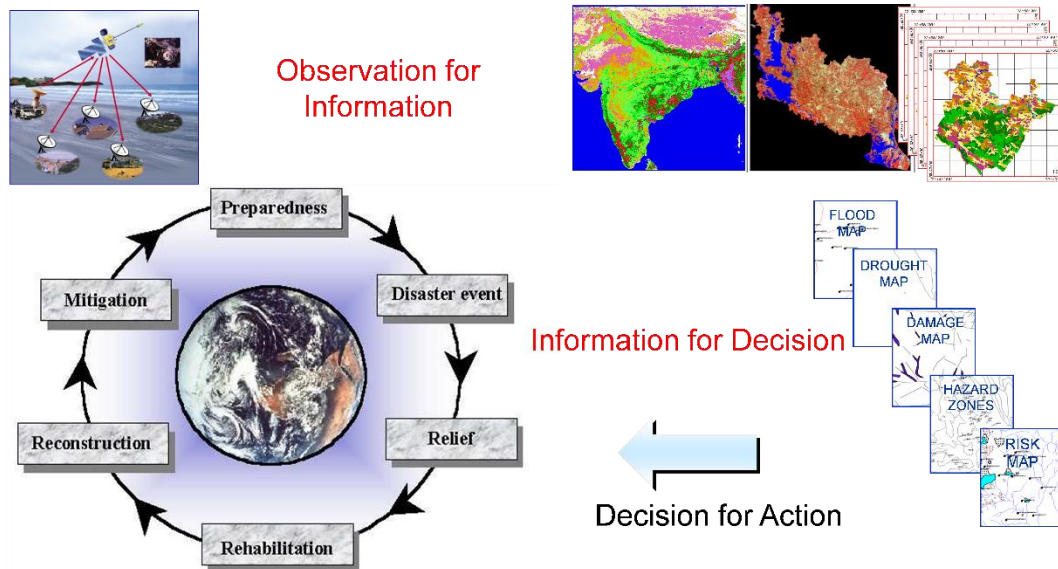 Observation for
Information
Preparedness
Disaster event
Relief
Rehabilitation
Reconstruction
Mitigation
FLOOD
MAP
DROUGHT
MAP
DAMAGE
MAP
HAZARD
ZONES
RISK
MAP
Information for Decision
Decision for Action